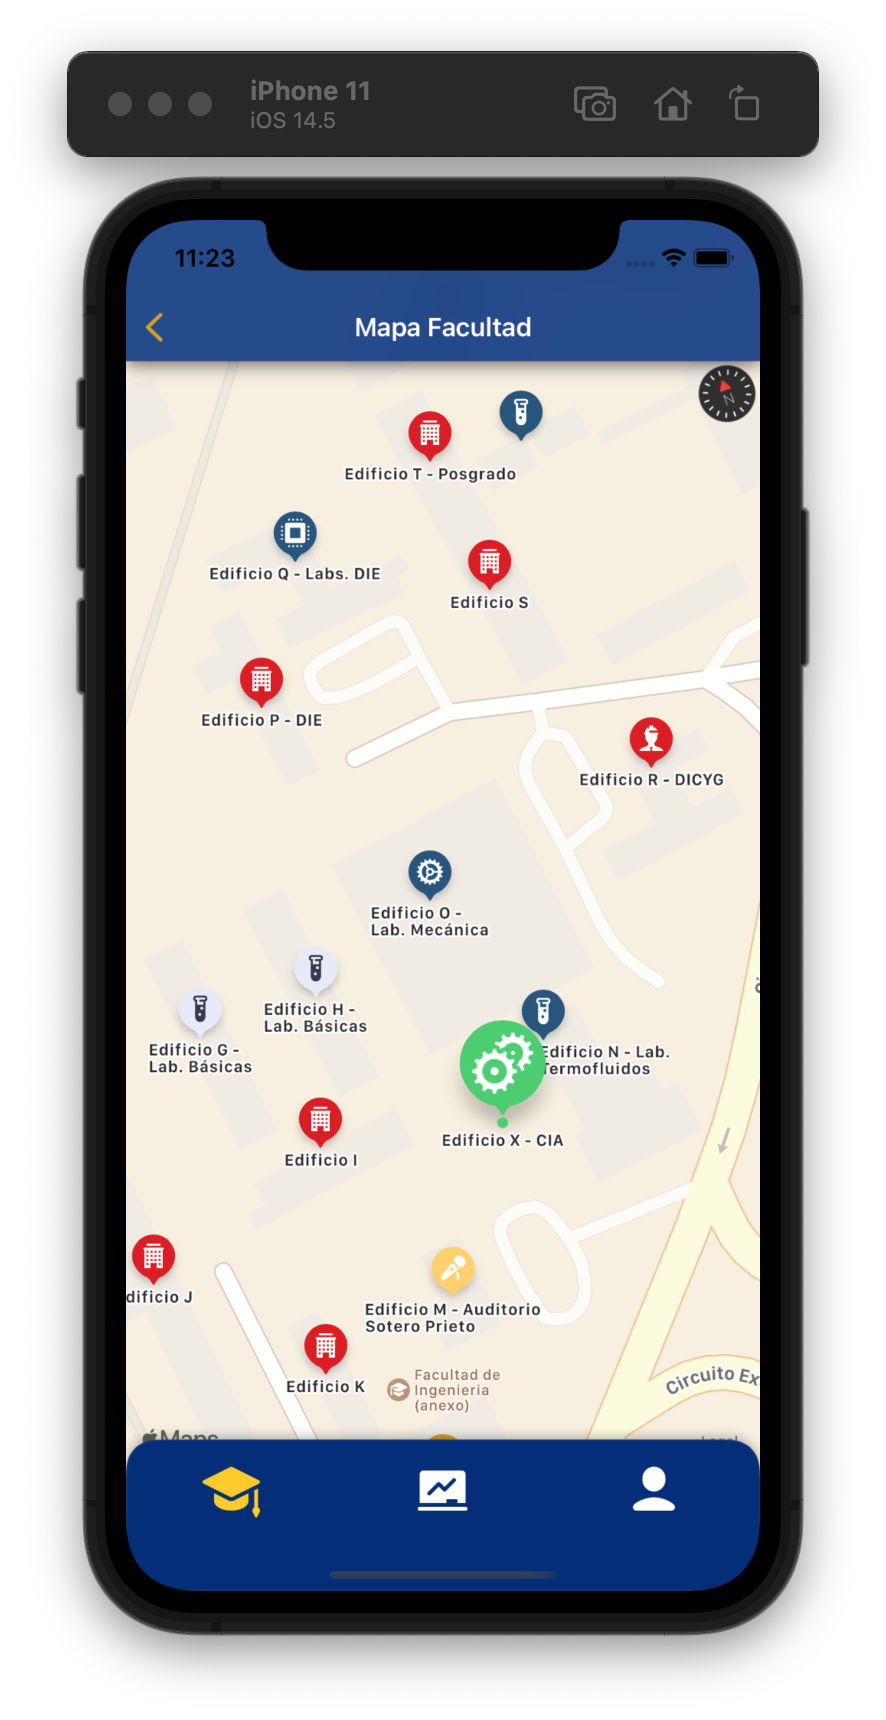 iPhone 11
iOS 14.5
11:23
Mapa Facultad
N
Edificio T - Posgrado
Edificio Q - Labs. DIE
Edificio S
Edificio P - DIE
Edificio R - DICYG
Edificio O -
Lab. Mecánica
Edificio H -
Lab. Básicas
Edificio G -
Lab. Básicas
Edificio N - Lab.
Termofluidos
Edificio X - CIA
Edificio I
dificio J
Edificio M - Auditorio
Sotero Prieto
Edificio K
Facultad de
Ingenieria
(anexo)
Circuito Ex
Maps
Legal